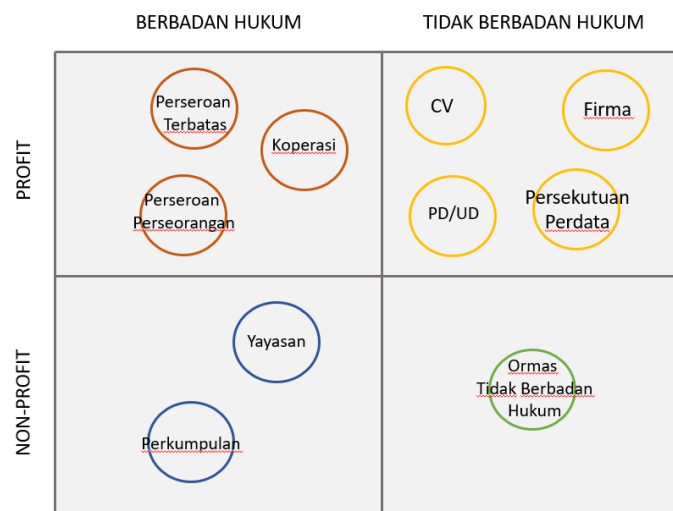 BERBADAN HUKUM
TIDAK BERBADAN HUKUM
PROFIT
Perseroan
Terbatas
Koperasi
Perseroan
Perseorangan
CV
Firma
PD/UD
Persekutuan
Perdata
NON-PROFIT
Yayasan
Perkumpulan
Ormas
Tidak Berbadan
Hukum